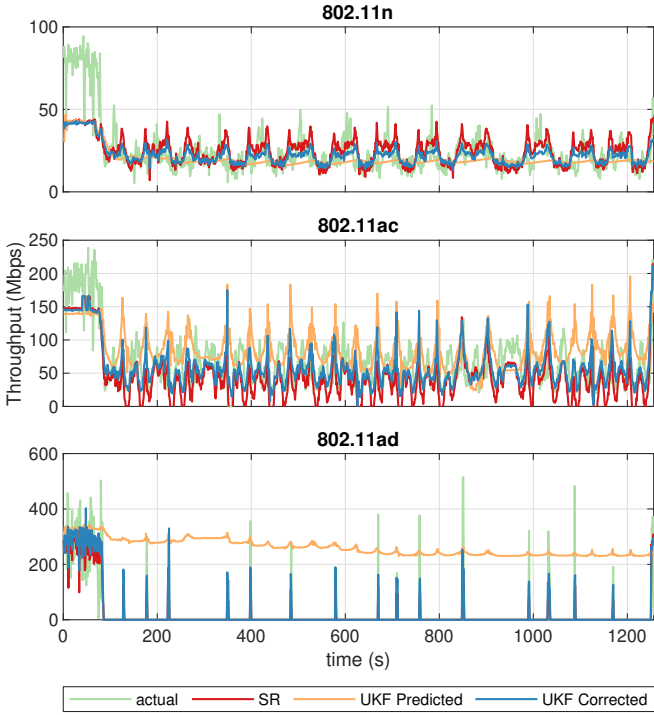 802.11n
100
50
0
802.11ac
250
200
150
100
50
0
Throughput (Mbps)
802.11ad
600
400
200
0
0 200 400 600 800 1000 1200
time (s)
actual SR UKF Predicted UKF Corrected